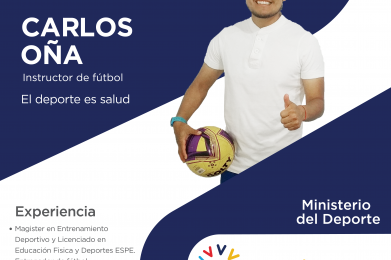 CARLOS
OÑA
Instructor de fútbol
El deporte es salud
Ministerio
del Deporte
Experiencia
• Magister en Entrenamiento
Deportivo y Licenciado en
Educación Física y Deportes ESPE.